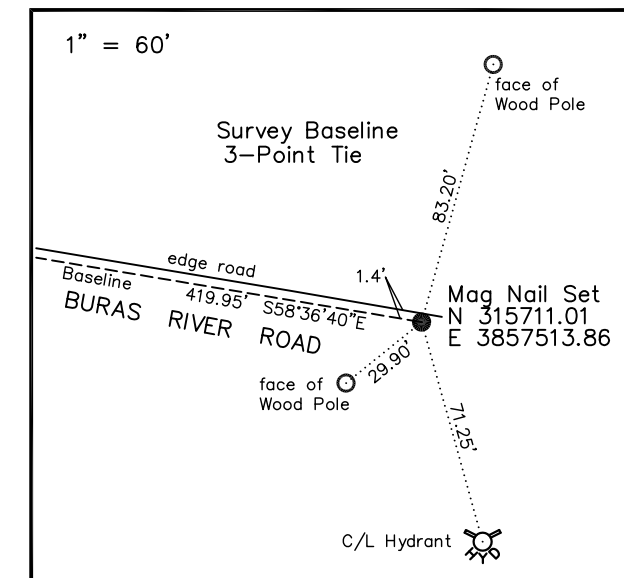 1" = 60'
face of
Wood Pole
Survey Baseline
3-Point Tie
83.20'
edge road
1.4'
Baseline
419.95' S58°36'40"E
BURAS RIVER ROAD
Mag Nail Set
N 315711.01
E 3857513.86
29.90'
face of
Wood Pole
71.25'
C/L Hydrant
HYD